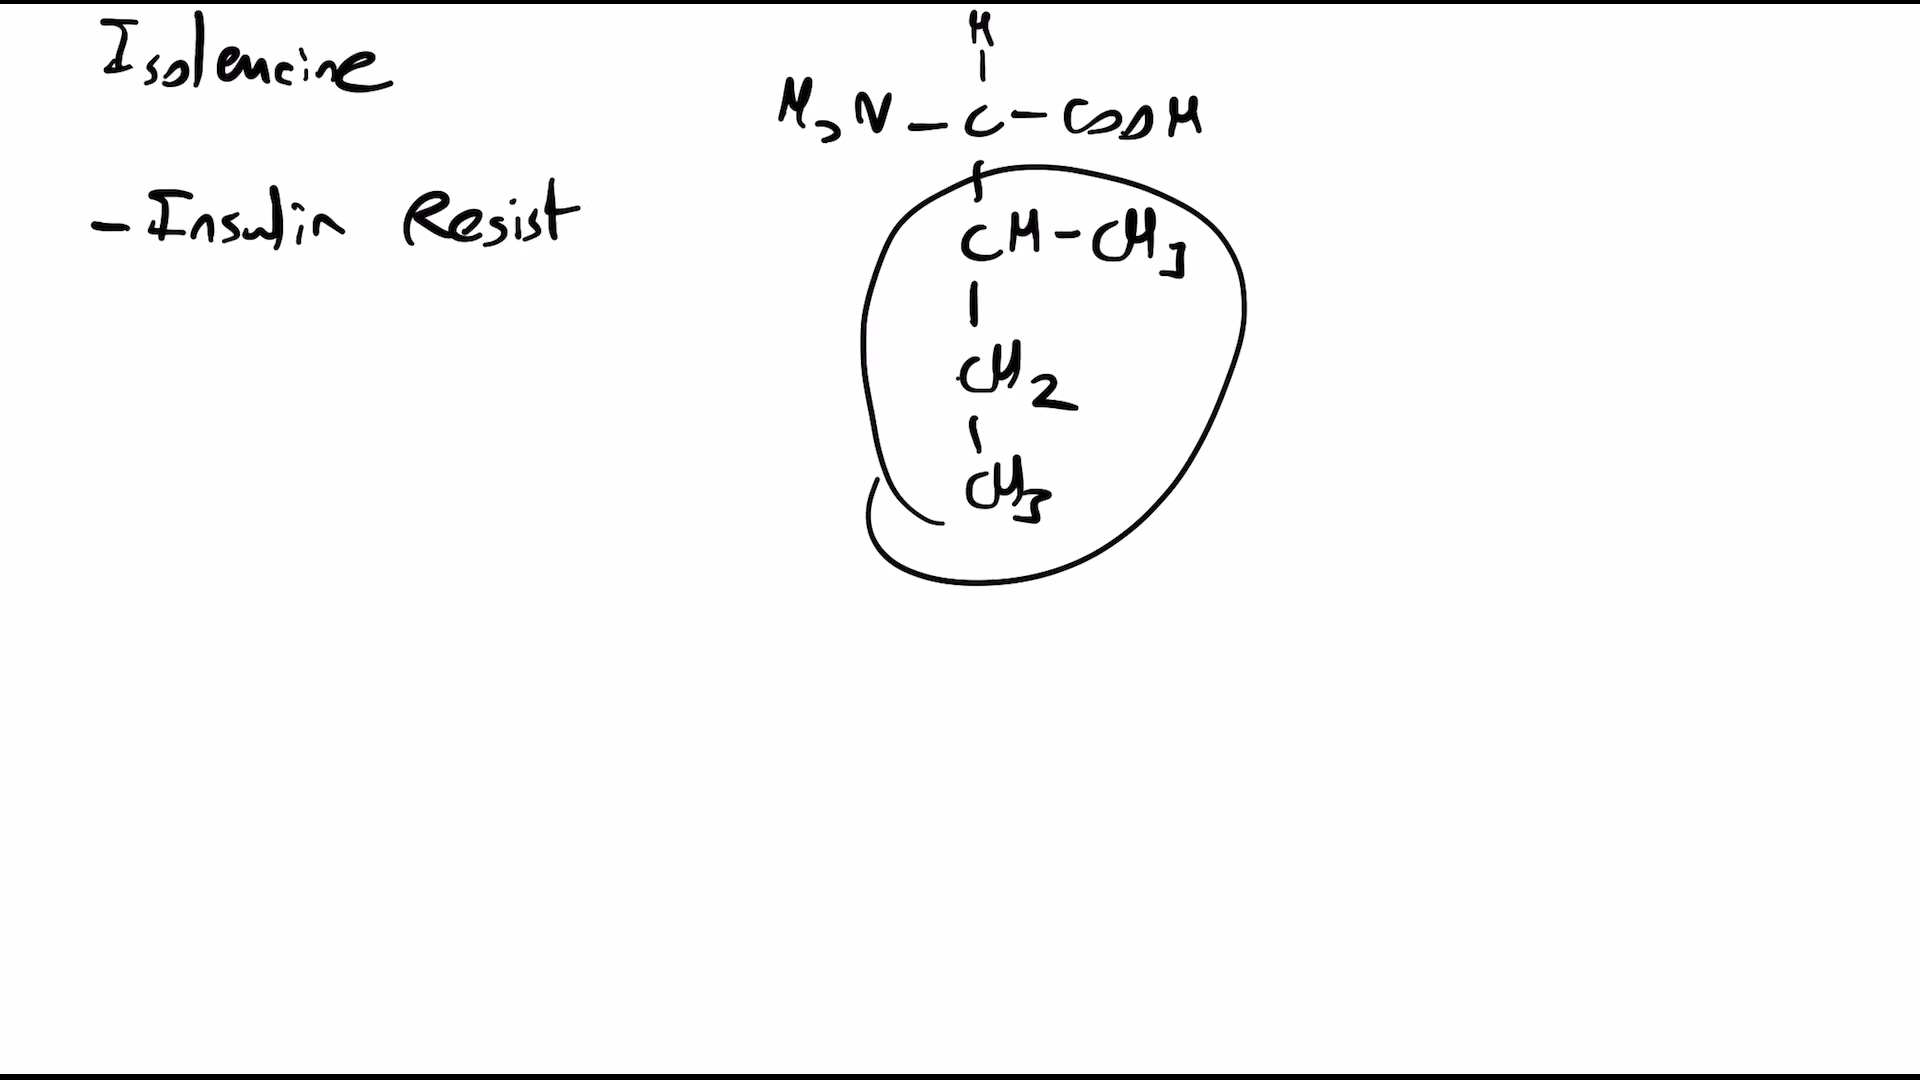 Isoleucine
- Insulin Resist
H
|
H2N - C - COOH
|
CH - CH3
|
CH2
|
CH3